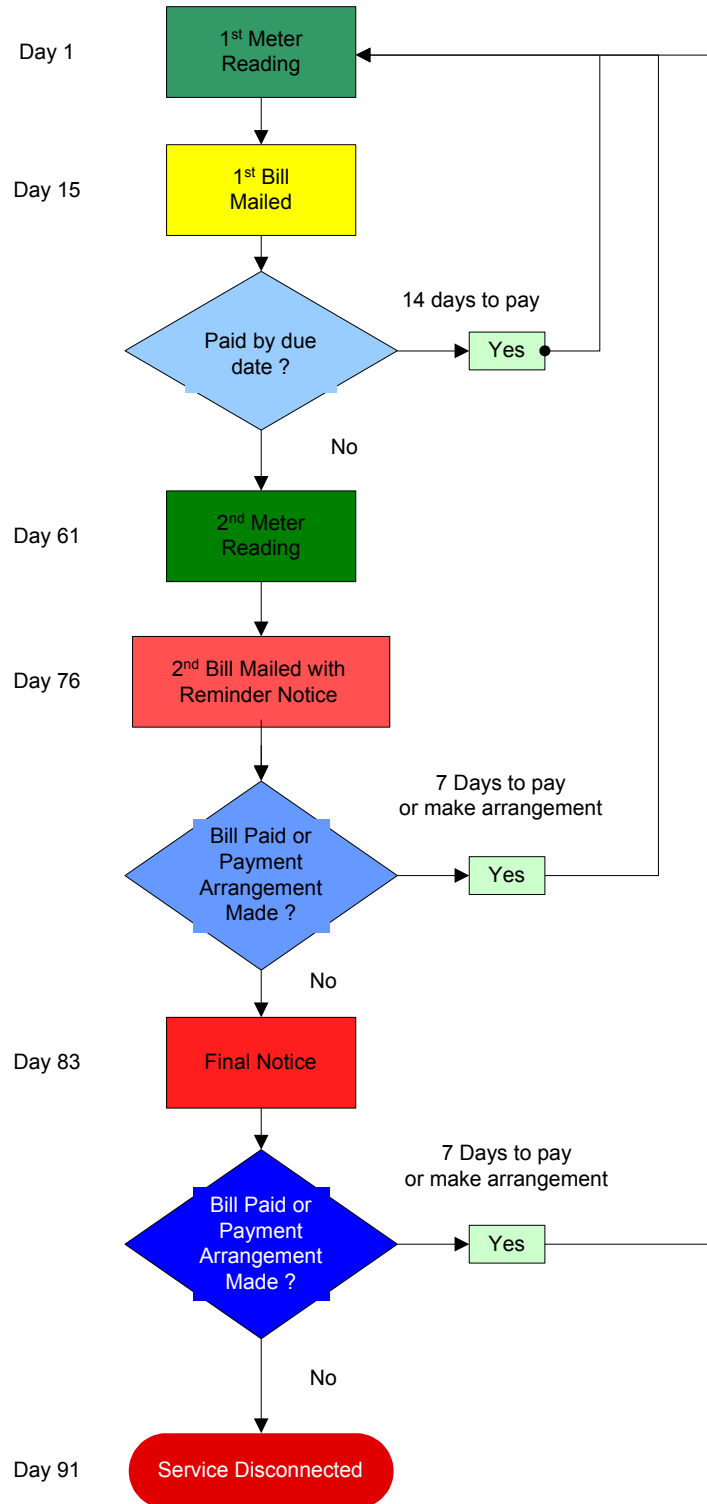 Day 1
1st Meter
Reading
Day 15
1st Bill
Mailed
14 days to pay
Paid by due
date ?
Yes
No
Day 61
2nd Meter
Reading
Day 76
2nd Bill Mailed with
Reminder Notice
7 Days to pay
or make arrangement
Bill Paid or
Payment
Arrangement
Made ?
Yes
No
Day 83
Final Notice
7 Days to pay
or make arrangement
Bill Paid or
Payment
Arrangement
Made ?
Yes
No
Day 91
Service Disconnected